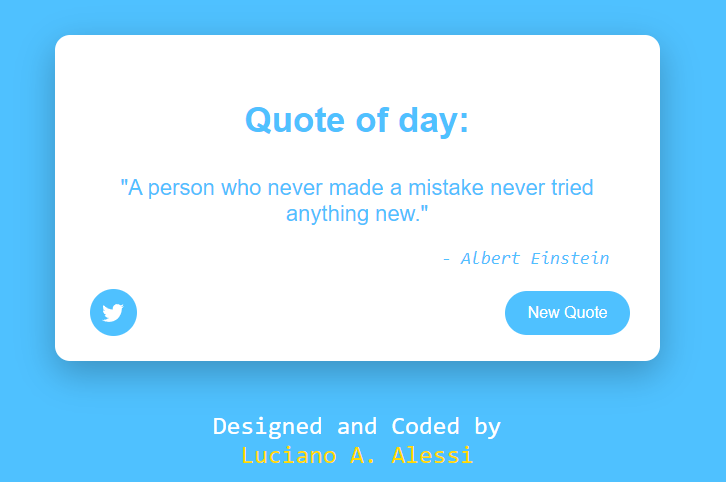 Quote of day:
"A person who never made a mistake never tried
anything new."
- Albert Einstein
New Quote
Designed and Coded by
Luciano A. Alessi